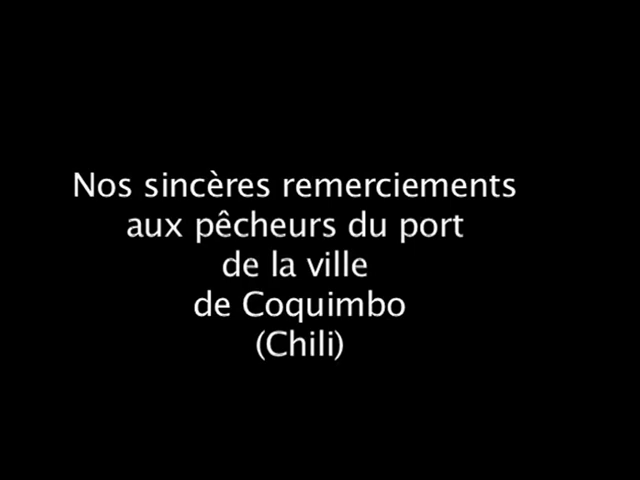 Nos sincères remerciements
aux pêcheurs du port
de la ville
de Coquimbo
(Chili)